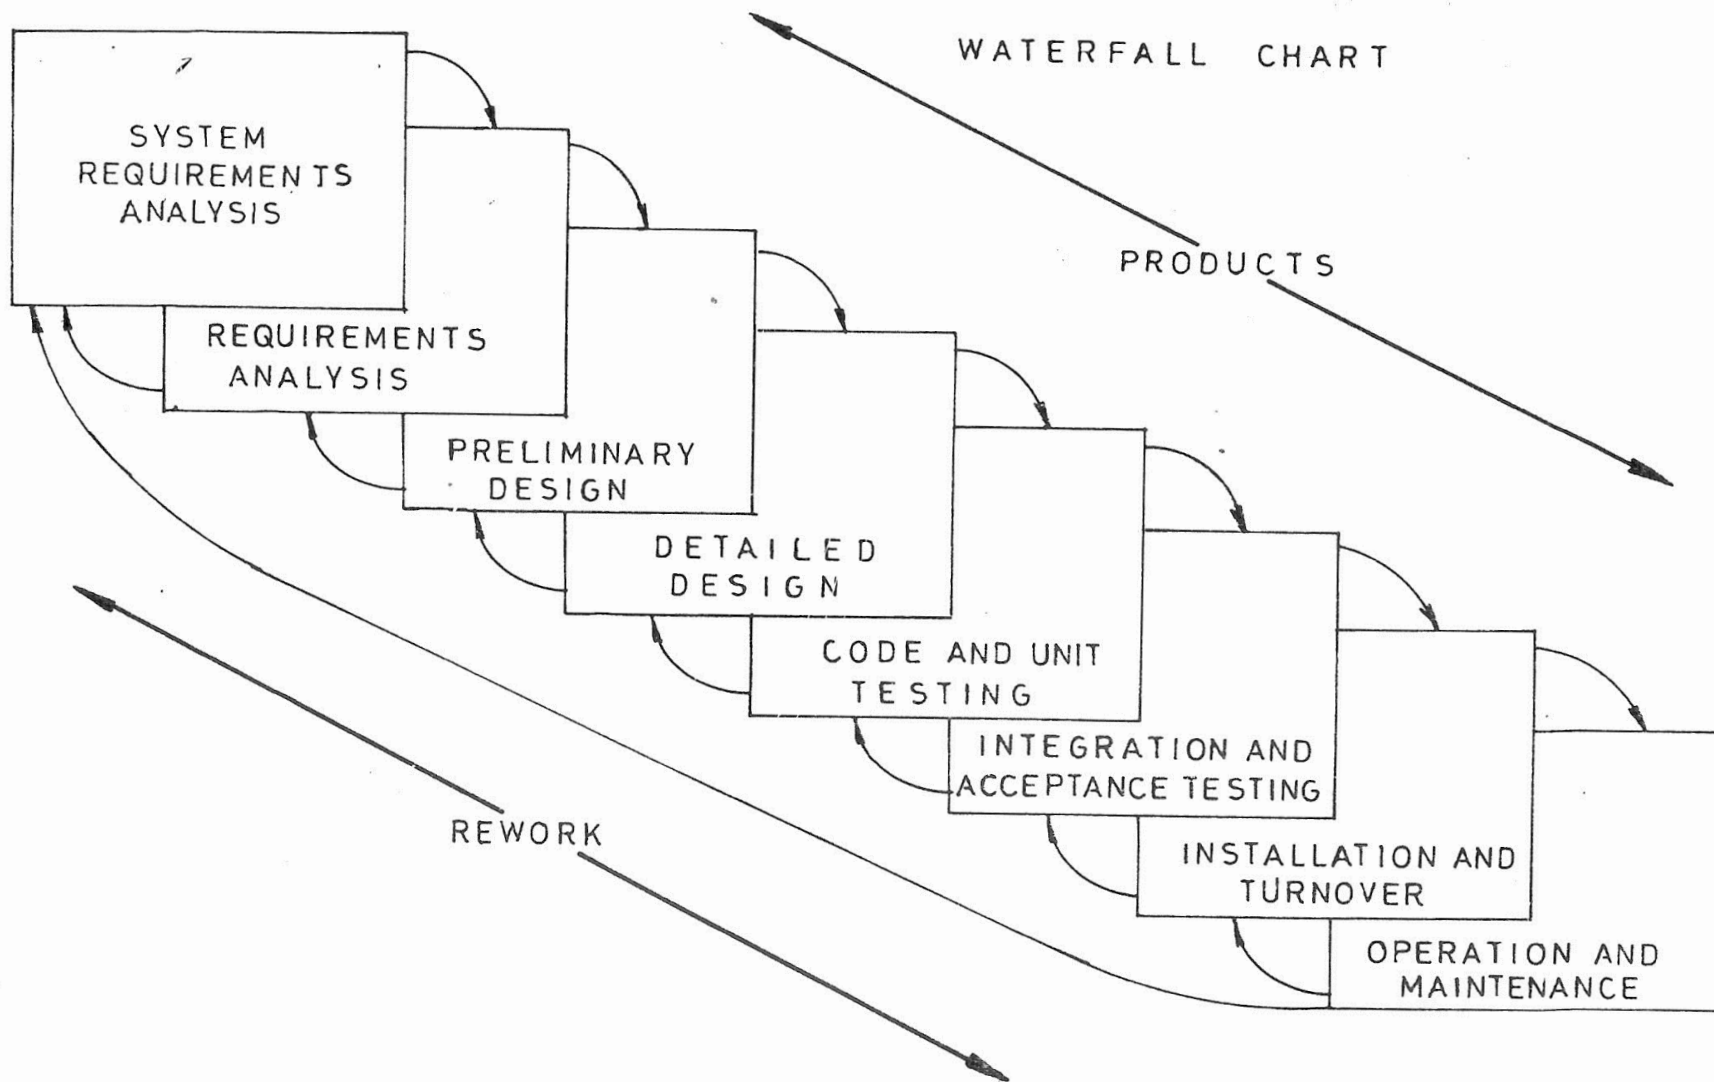 WATERFALL CHART
SYSTEM
REQUIREMENTS
ANALYSIS
PRODUCTS
REQUIREMENTS
ANALYSIS
PRELIMINARY
DESIGN
DETAILED
DESIGN
CODE AND UNIT
TESTING
INTEGRATION AND
ACCEPTANCE TESTING
REWORK
INSTALLATION AND
TURNOVER
OPERATION AND
MAINTENANCE